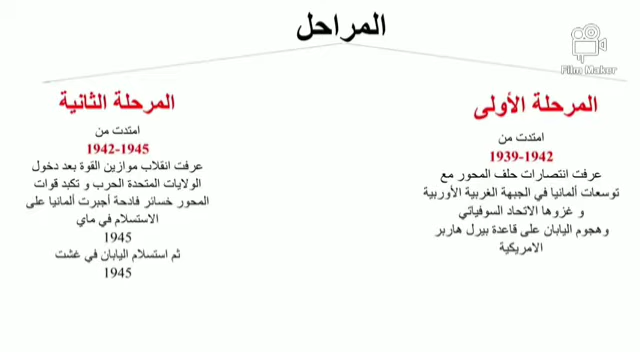 المراحل
Film Maker
المرحلة الأولى
امتدت من
1939-1942
عرفت انتصارات حلف المحور مع
توسعات ألمانيا في الجبهة الغربية الأوربية
و غزوها الاتحاد السوفياتي
وهجوم اليابان على قاعدة بيرل هاربر
الامريكية
المرحلة الثانية
امتدت من
1942-1945
عرفت انقلاب موازين القوة بعد دخول
الولايات المتحدة الحرب و تكبد قوات
المحور خسائر فادحة أجبرت ألمانيا على
الاستسلام في ماي
1945
ثم استسلام اليابان في غشت
1945